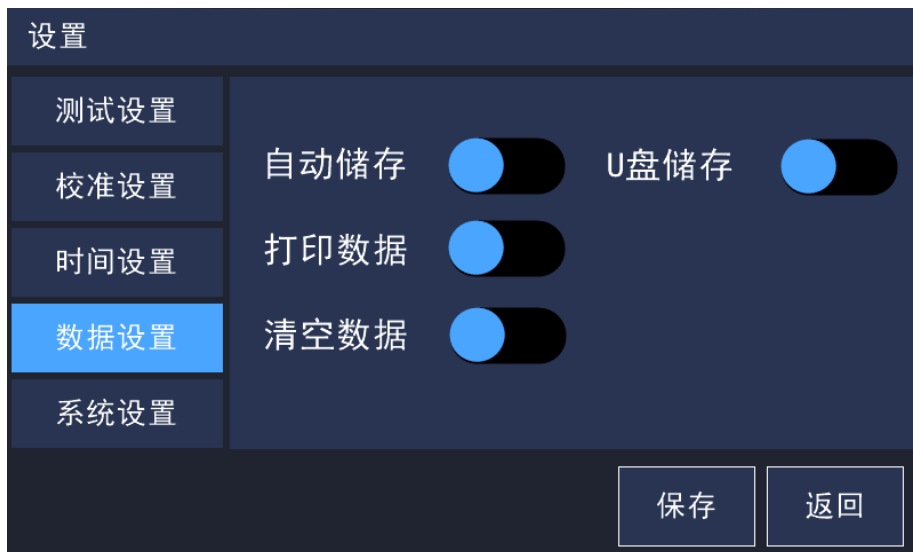 设置
测试设置
校准设置
时间设置
数据设置
系统设置
自动储存 U盘储存
打印数据
清空数据
保存 返回